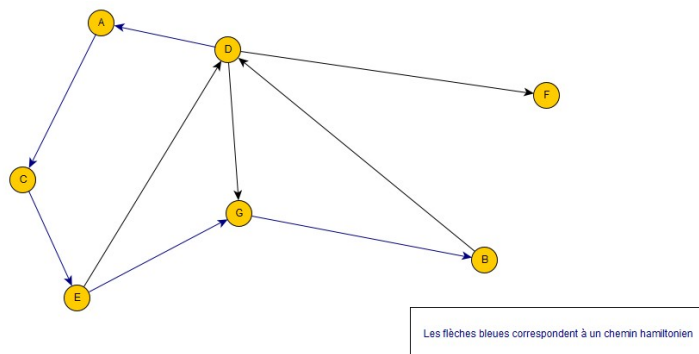 A
D
F
C
G
B
E
Les flèches bleues correspondent à un chemin hamiltonien